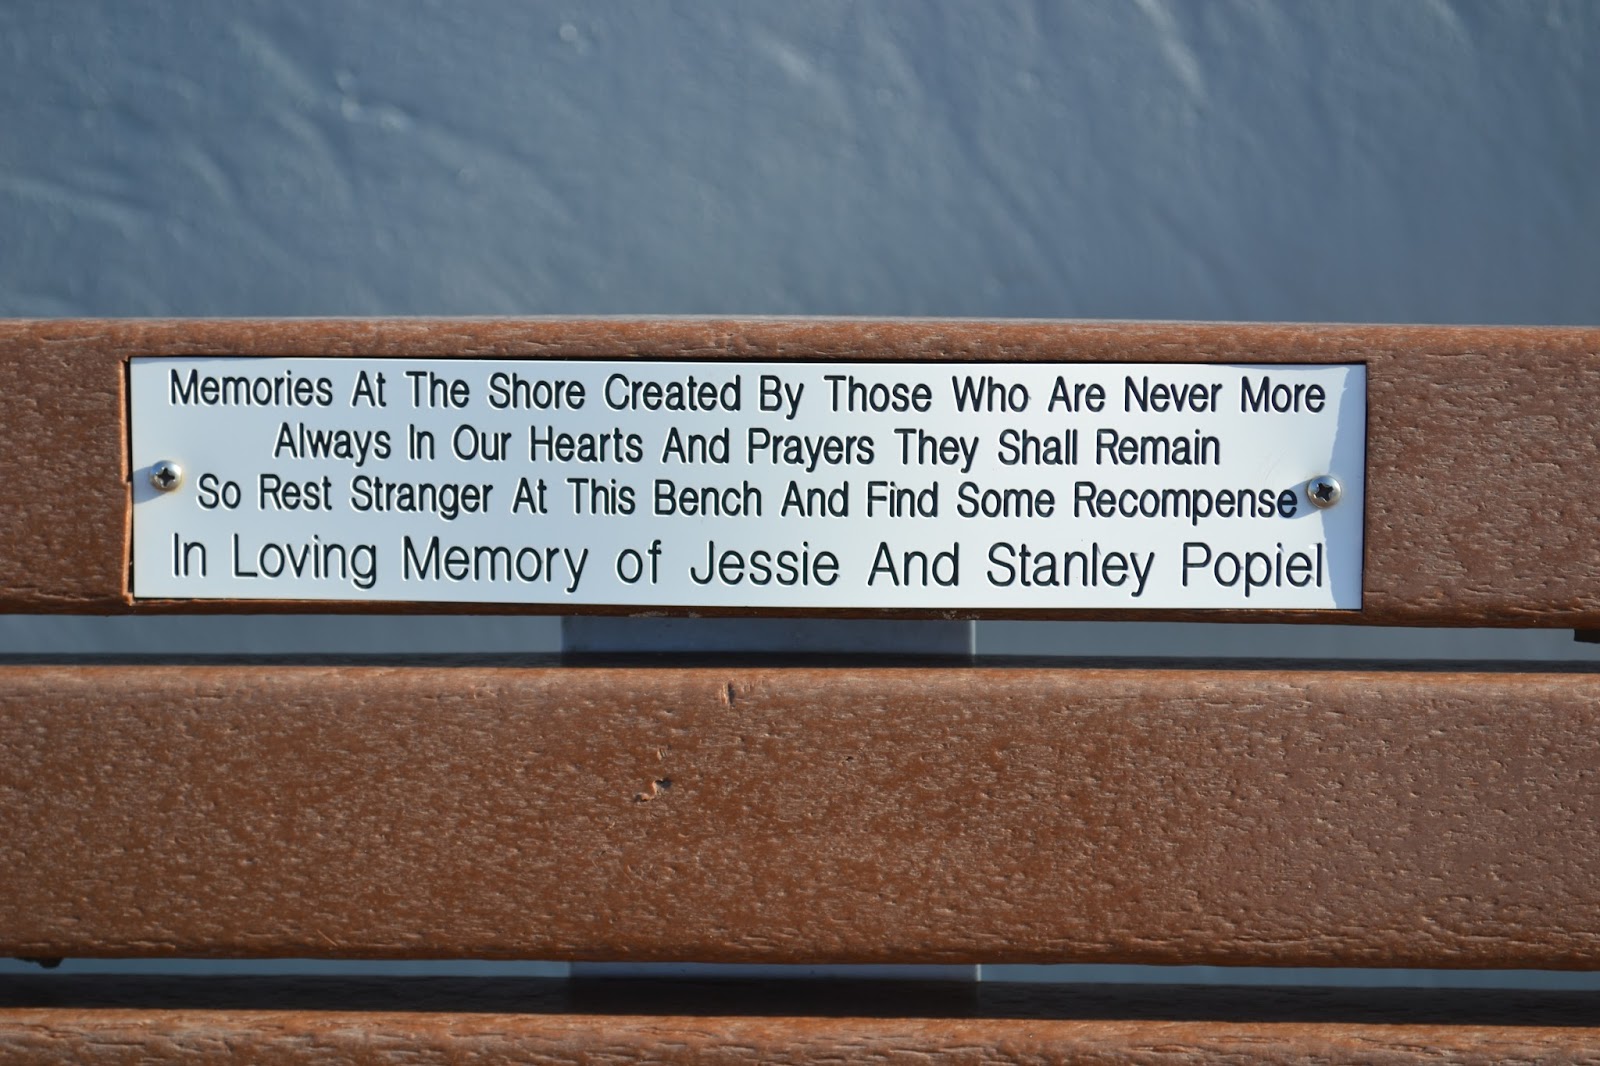 Memories At The Shore Created By Those Who Are Never More
Always In Our Hearts And Prayers They Shall Remain
So Rest Stranger At This Bench And Find Some Recompense
In Loving Memory of Jessie And Stanley Popiel